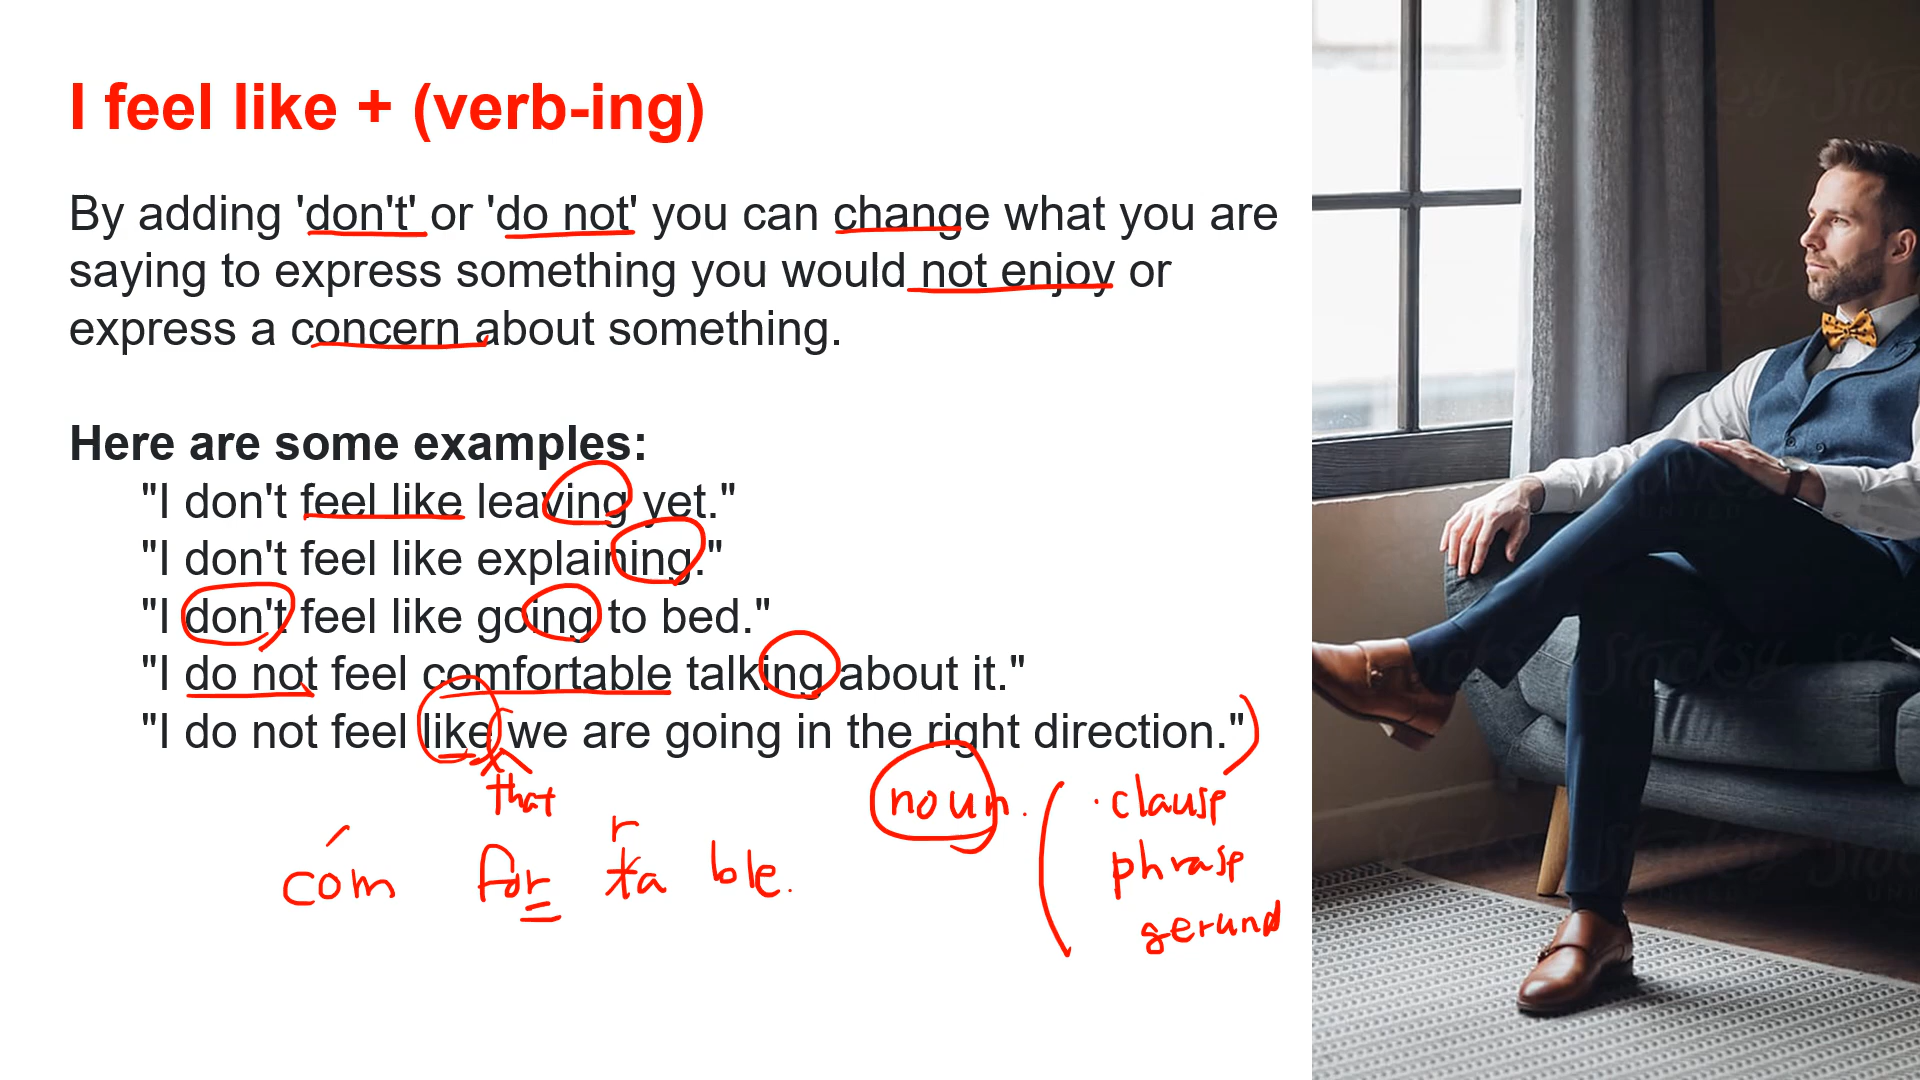 I feel like + (verb-ing)
By adding 'don't' or 'do not' you can change what you are
saying to express something you would not enjoy or
express a concern about something.
Here are some examples:
"I don't feel like leaving yet."
"I don't feel like explaining."
"I don't feel like going to bed."
"I do not feel comfortable talking about it."
"I do not feel like we are going in the right direction."
that
noun.
· clause
phrase
gerund
r
cóm for ta ble.
Stocksy
UNITED